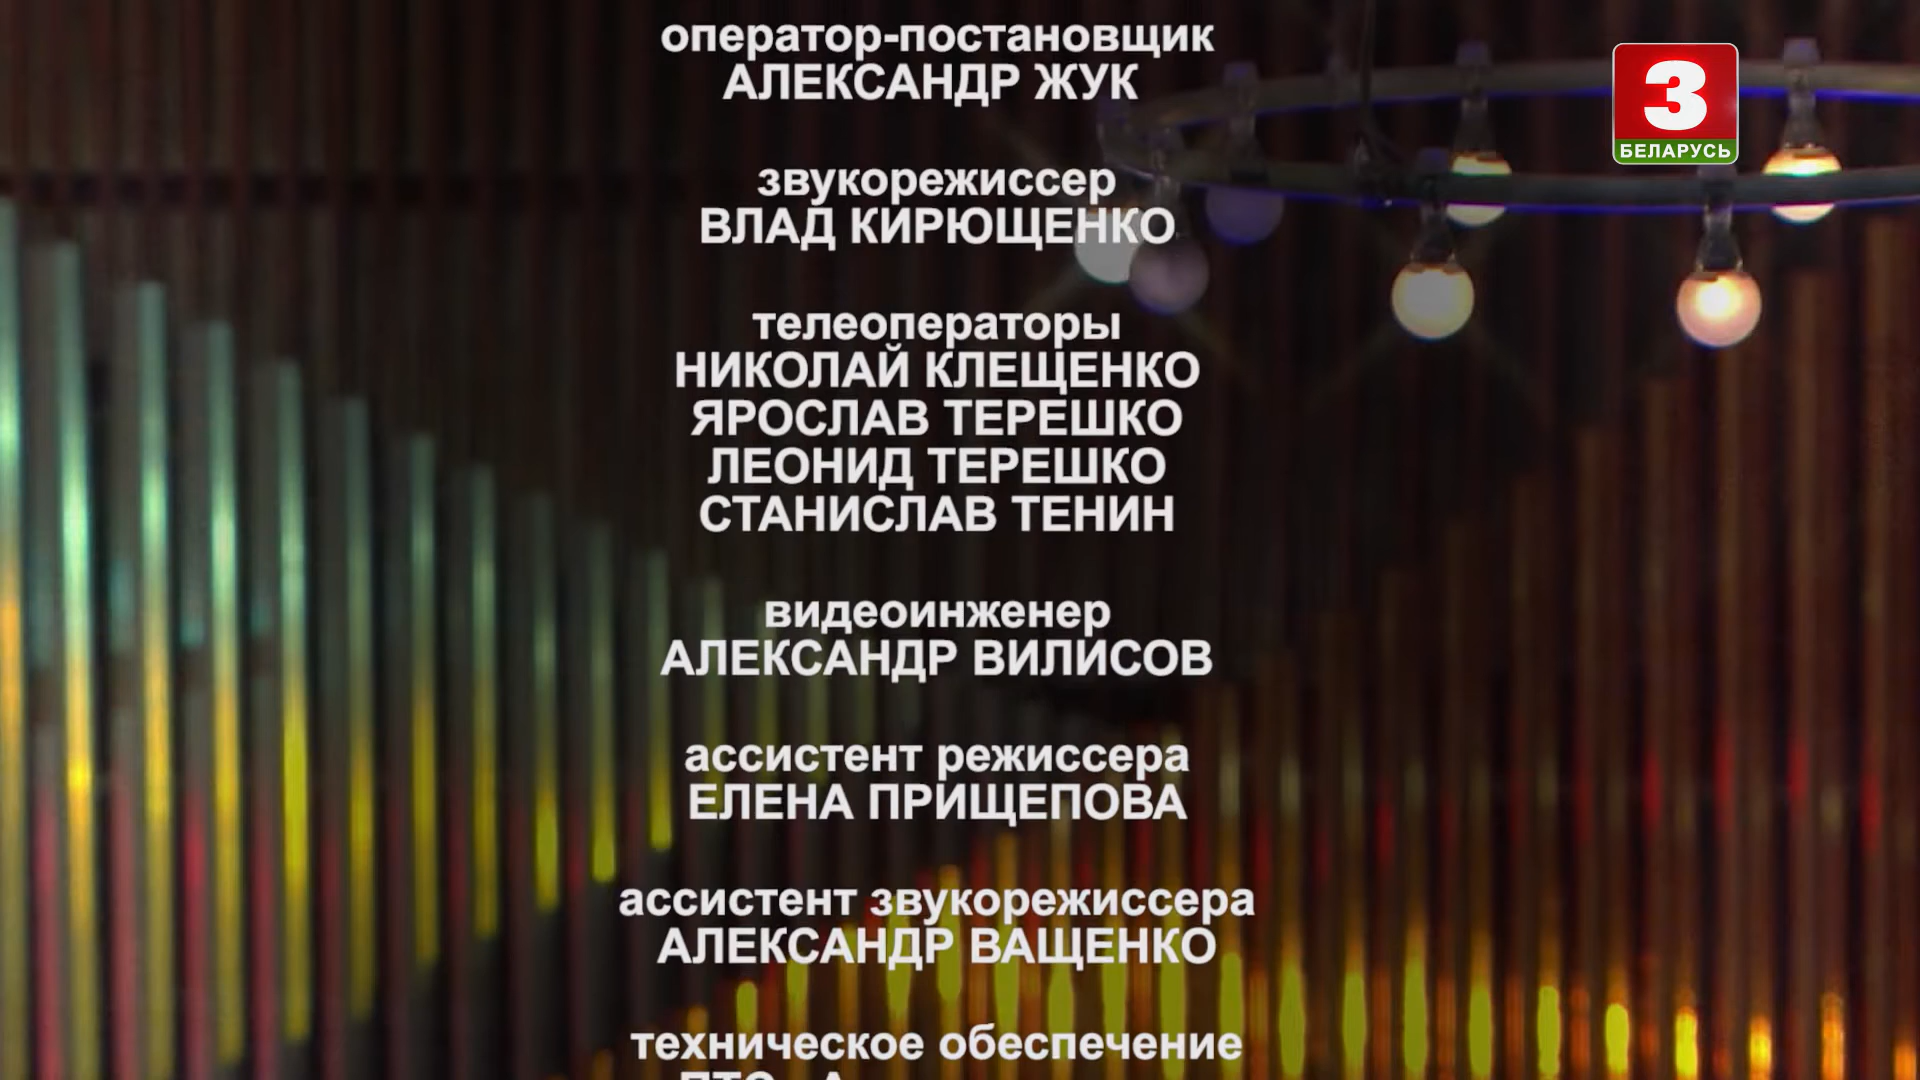 оператор-постановщик
АЛЕКСАНДР ЖУК
3
БЕЛАРУСЬ
звукорежиссер
ВЛАД КИРЮЩЕНКО
телеоператоры
НИКОЛАЙ КЛЕЩЕНКО
ЯРОСЛАВ ТЕРЕШКО
ЛЕОНИД ТЕРЕШКО
СТАНИСЛАВ ТЕНИН
видеоинженер
АЛЕКСАНДР ВИЛИСОВ
ассистент режиссера
ЕЛЕНА ПРИЩЕПОВА
ассистент звукорежиссера
АЛЕКСАНДР ВАЩЕНКО
техническое обеспечение